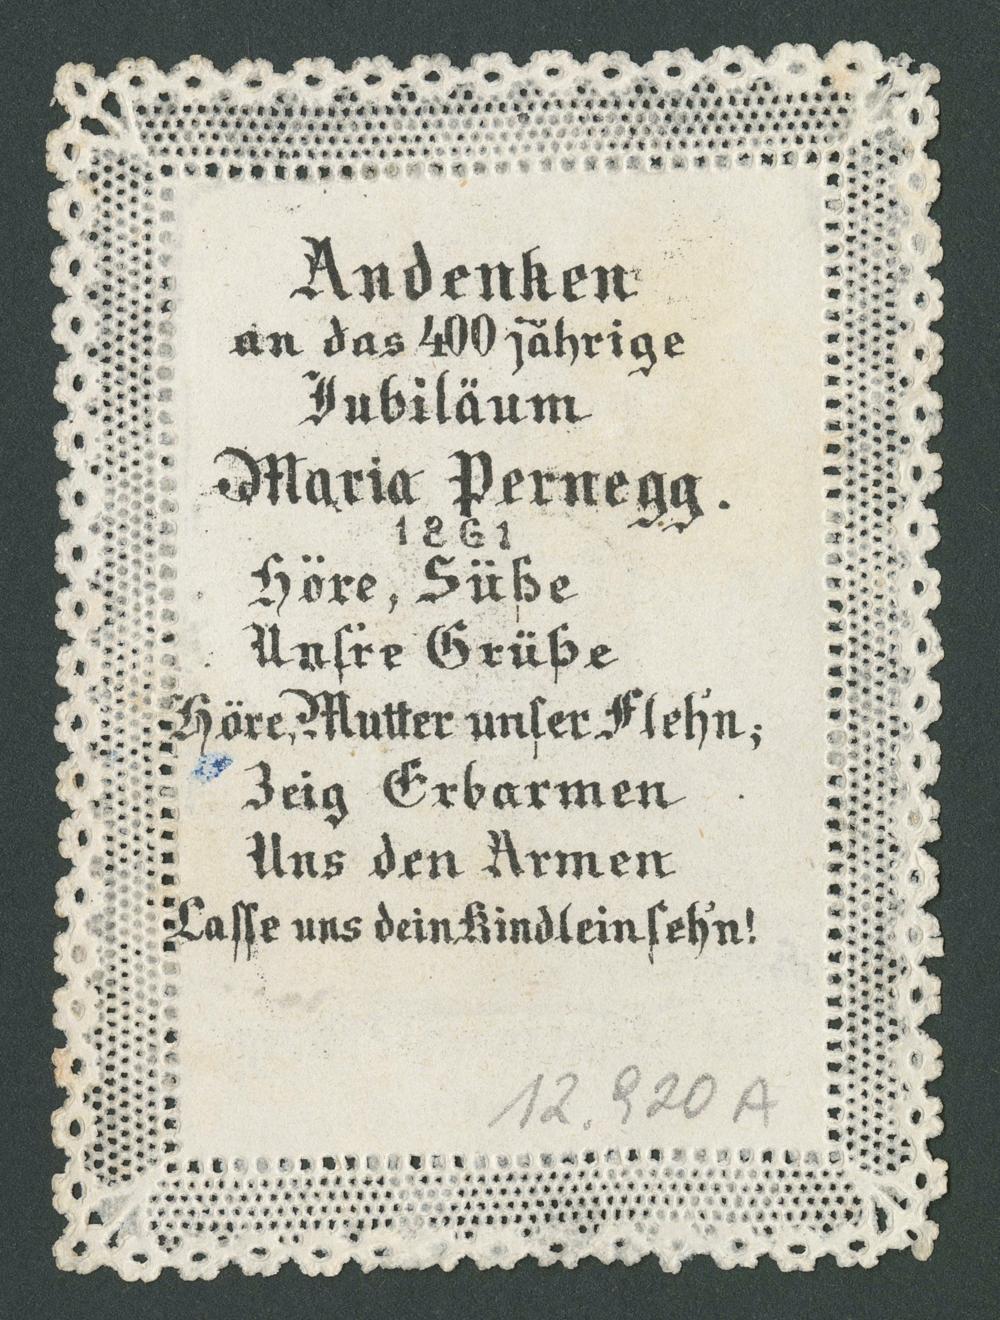 Andenken
an das 400 jährige
Jubiläum
Maria Pernegg.
1861
Höre, Süße
Unſre Grüße
Höre, Mutter unſer Flehn;
Zeig Erbarmen
Uns den Armen
Laſſe uns dein Kindlein ſehn!
12.920 A